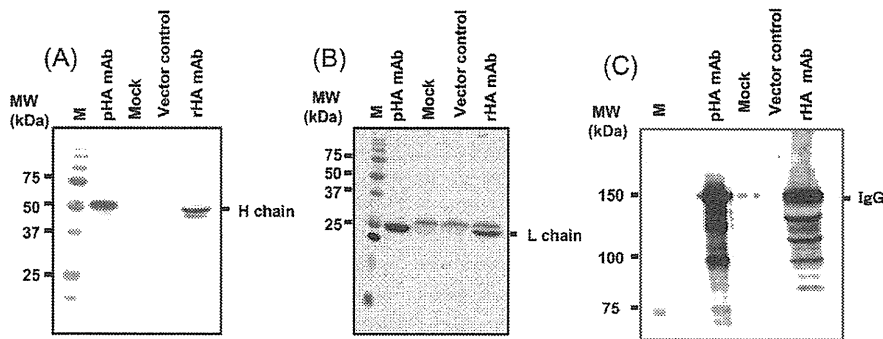 (A)
MW
(kDa)
M
pHA mAb
Mock
Vector control
rHA mAb
75
50
37
25
H chain
(B)
MW
(kDa)
M
pHA mAb
Mock
Vector control
rHA mAb
75
50
37
25
L chain
(C)
MW
(kDa)
M
pHA mAb
Mock
Vector control
rHA mAb
150
100
75
IgG